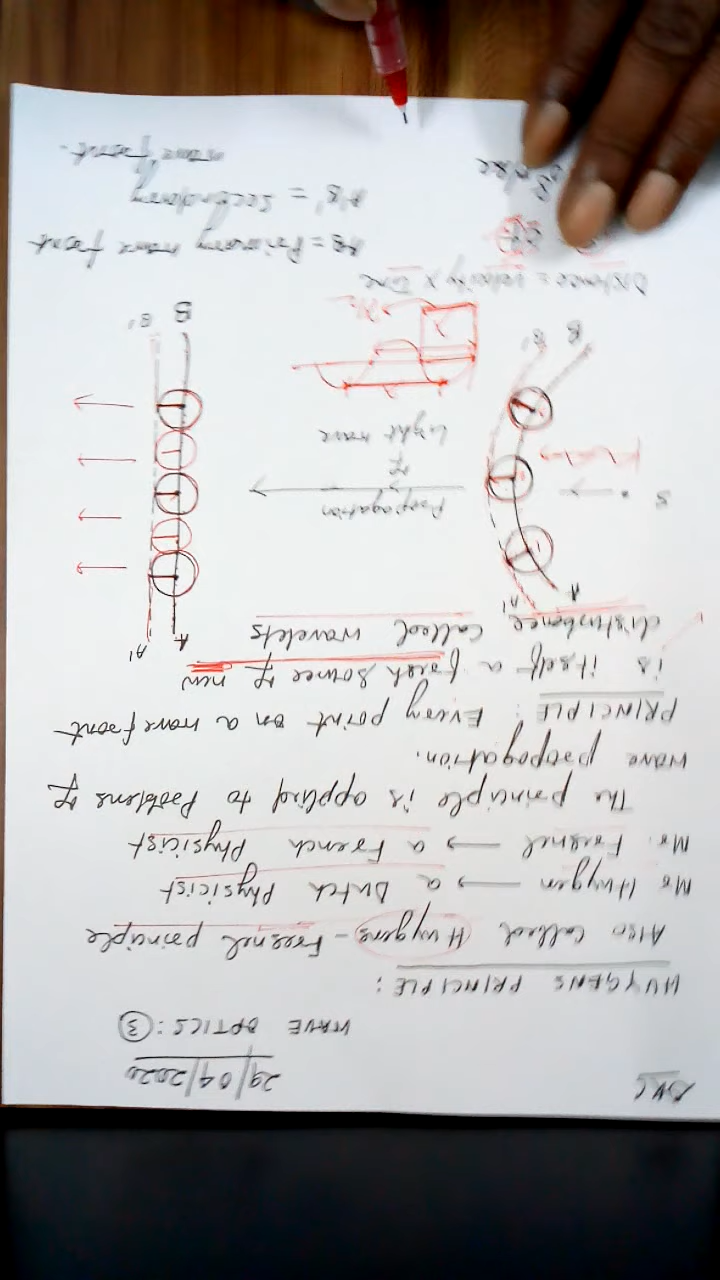 29/04/2020
WAVE OPTICS: 3
HUYGENS PRINCIPLE:
Also called Huygens - Fresnel principle
Mr Huygen → a Dutch Physicist
Mr. Fresnel → a French Physicist
The principle is applied to Problems of
wave propagation.
PRINCIPLE: Every point on a wave front
is itself a fresh source of new
disturbance called wavelets
A A' A A'
S
Propagation
of
Light wave
B B' B B'
Distance = velocity x Time
AB = Primary wave front
A'B' = Secondary
wave front.